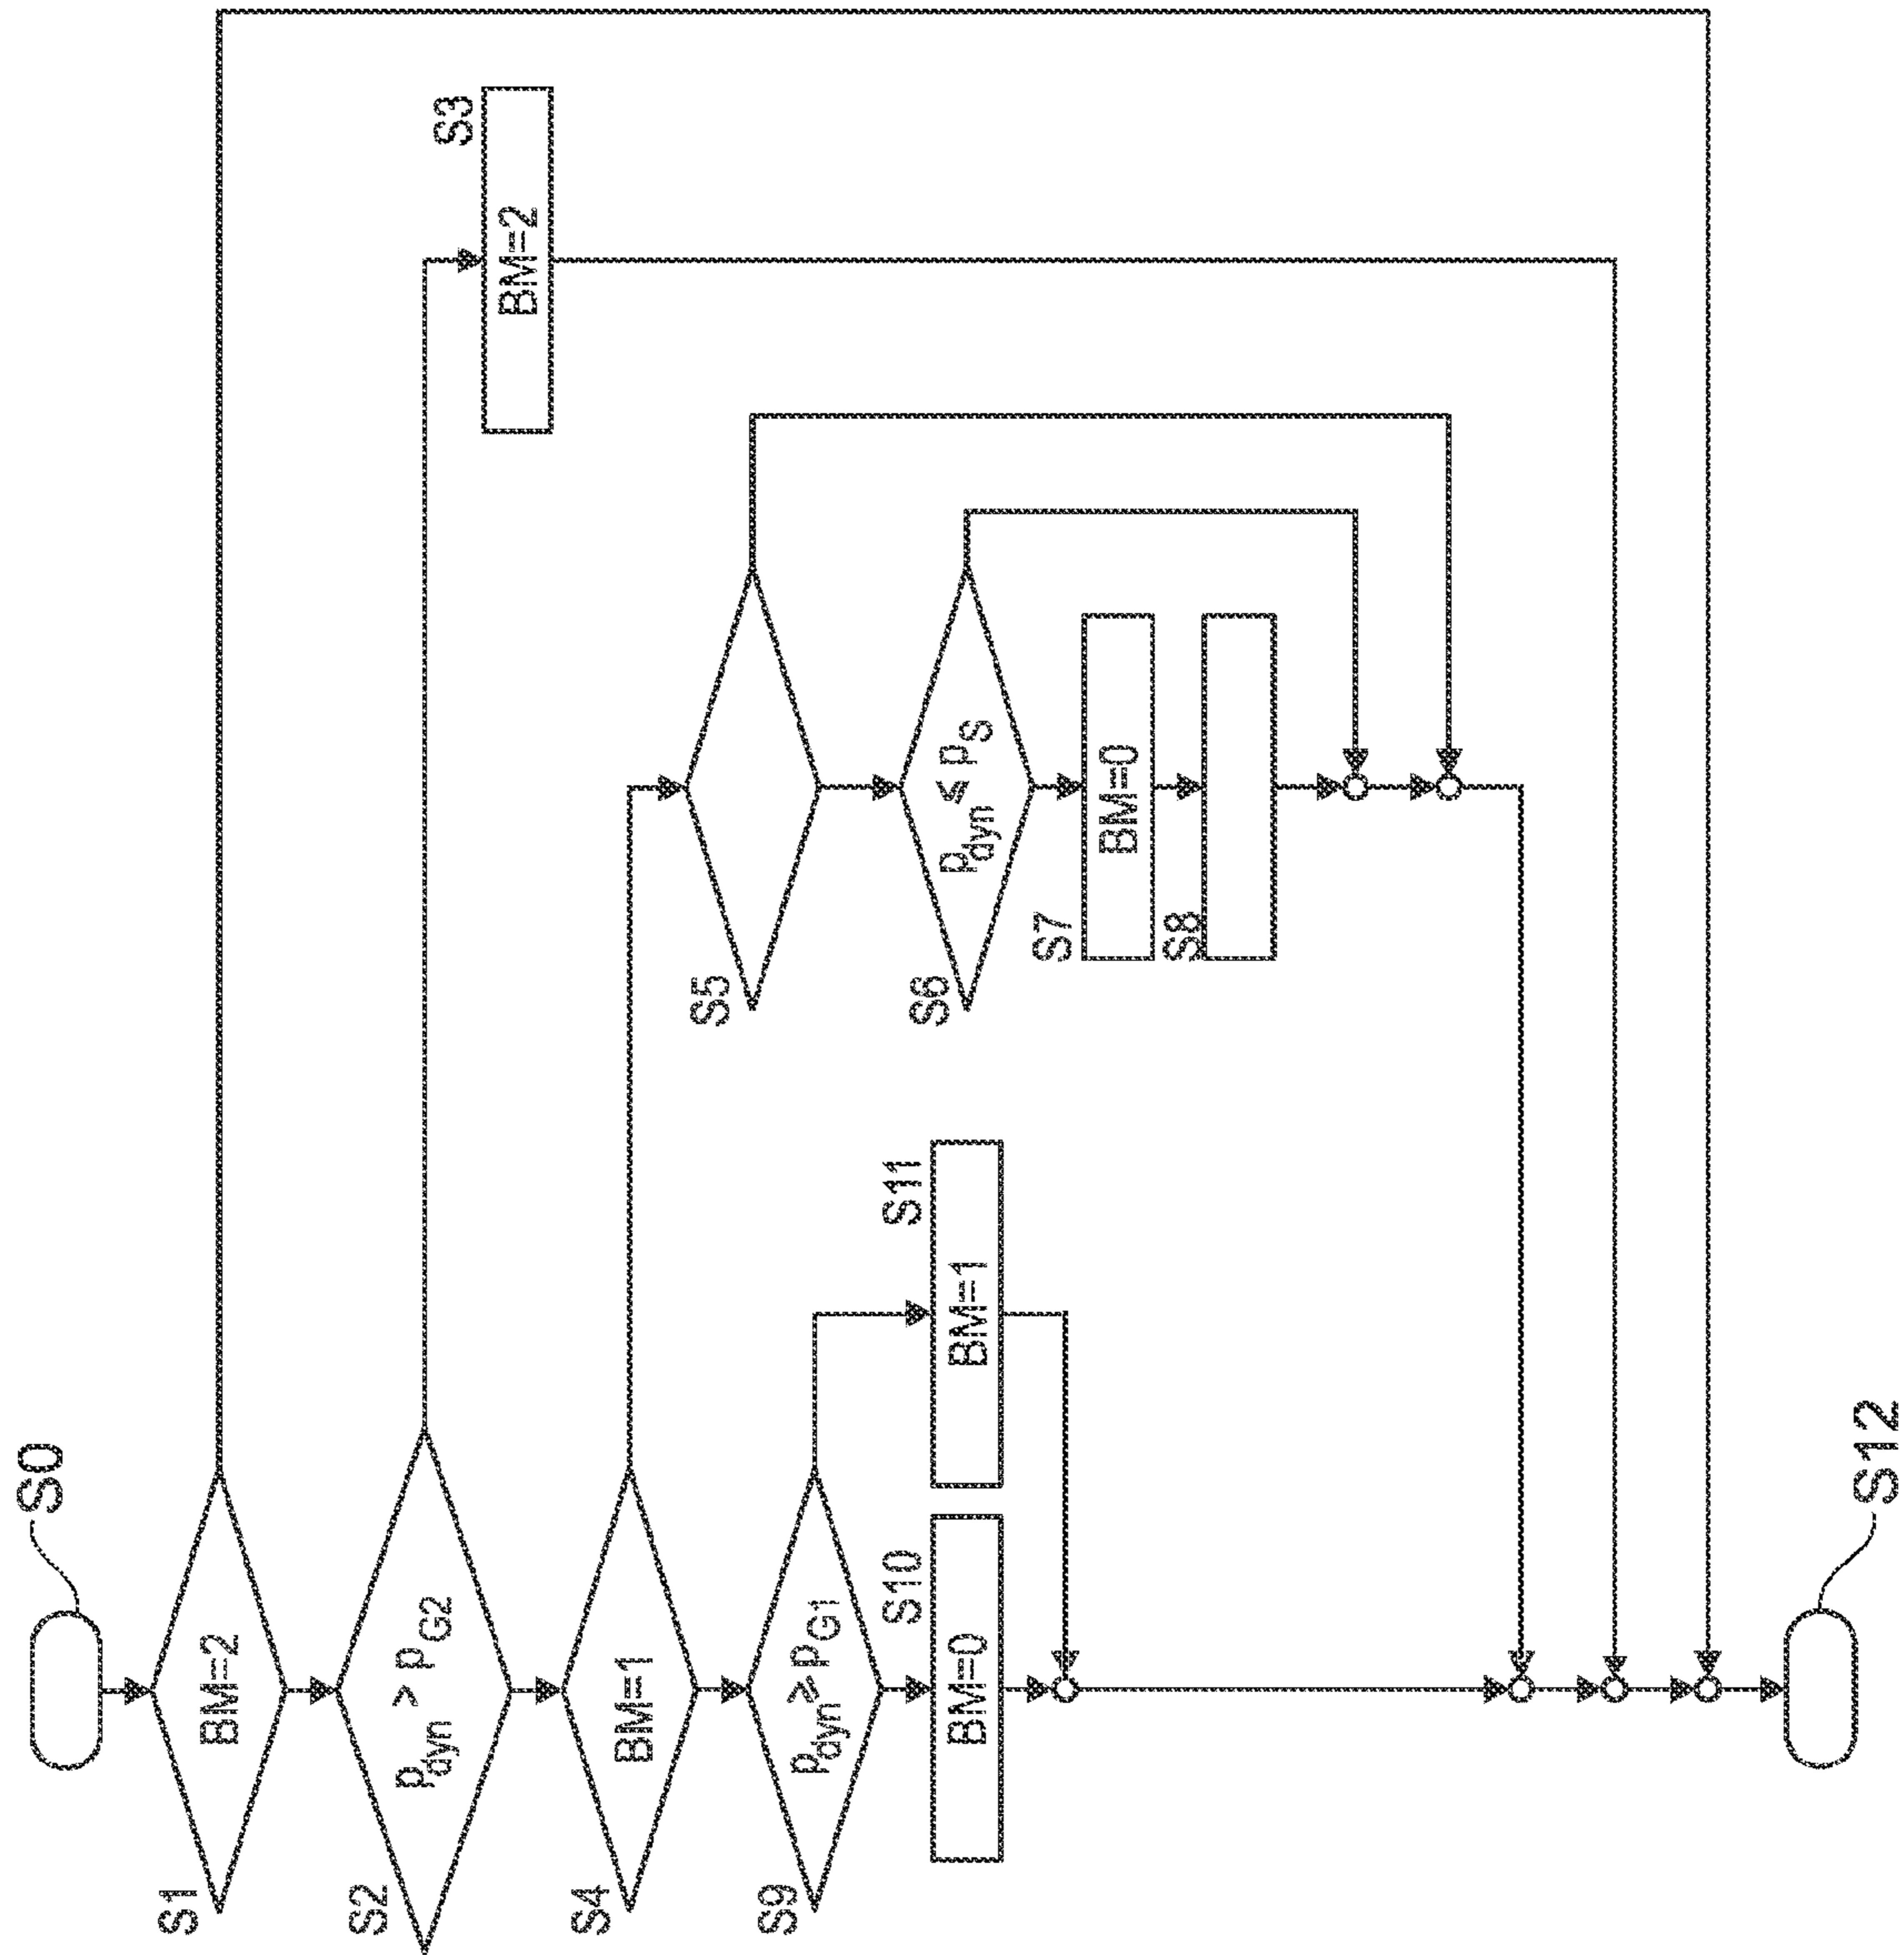 S0
S1
BM=2
S2
p_dyn > p_G2
S3
BM=2
S4
BM=1
S5
S6
p_dyn ≤ p_S
S7
BM=0
S8
S9
p_dyn ≥ p_G1
S10
BM=0
S11
BM=1
S12